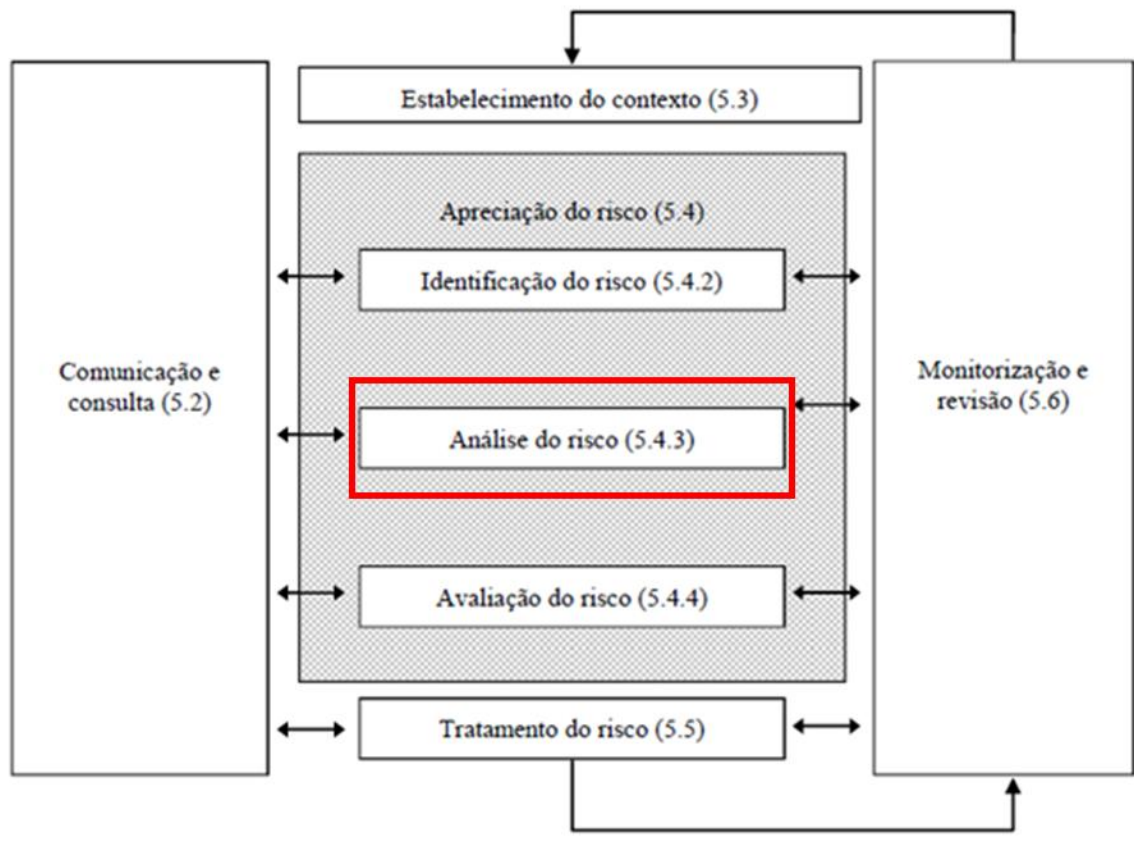 Estabelecimento do contexto (5.3)
Apreciação do risco (5.4)
Identificação do risco (5.4.2)
Comunicação e
consulta (5.2)
Análise do risco (5.4.3)
Monitorização e
revisão (5.6)
Avaliação do risco (5.4.4)
Tratamento do risco (5.5)